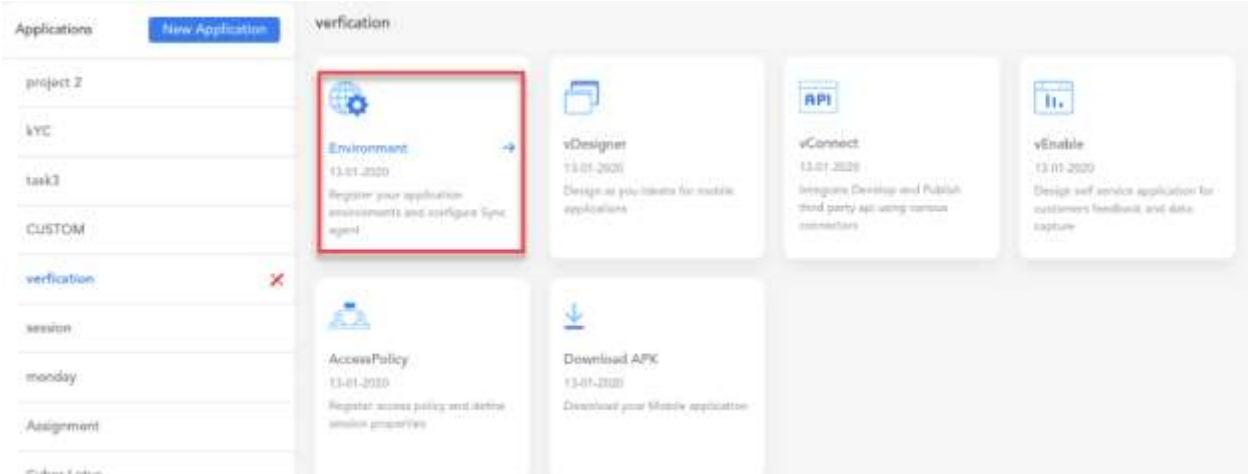 Applications
New Application
project 2
kYC
task3
CUSTOM
verfication
session
monday
Assignment
verfication
Environment
13-01-2020
Register your application
environments and configure Sync
agent
vDesigner
13-01-2020
Design as you ideate for mobile
applications
API
vConnect
13-01-2020
Integrate Develop and Publish
third party api using various
connectors
vEnable
13-01-2020
Design self service application for
customers feedback and data
capture
AccessPolicy
13-01-2020
Register access policy and define
session properties
Download APK
13-01-2020
Download your Mobile application